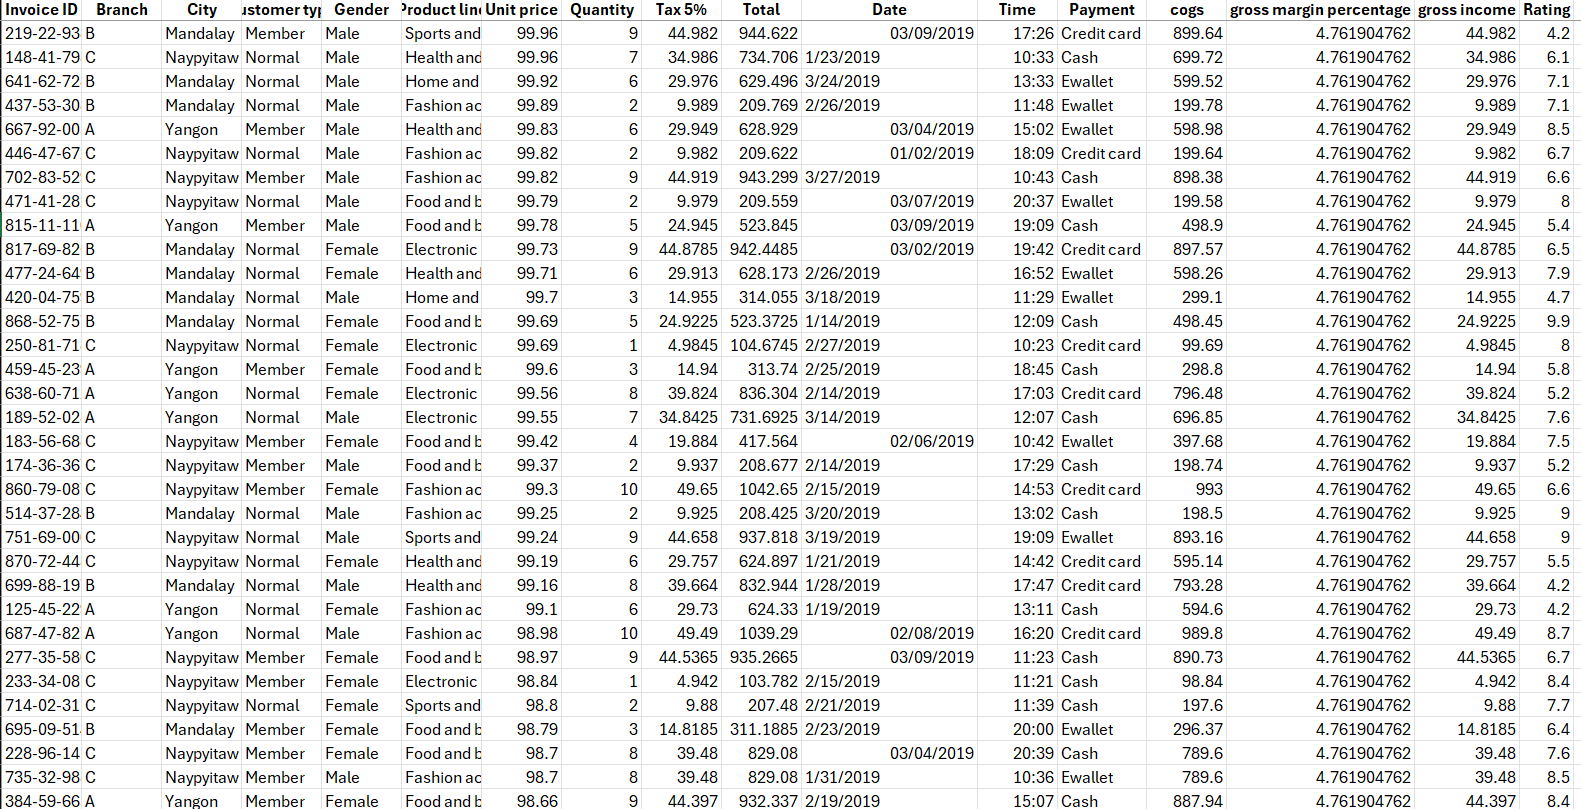 Invoice ID Branch City ustomer typ Gender Product line Unit price Quantity Tax 5% Total Date Time Payment cogs gross margin percentage gross income Rating
219-22-93 B Mandalay Member Male Sports and 99.96 9 44.982 944.622 03/09/2019 17:26 Credit card 899.64 4.761904762 44.982 4.2
148-41-79 C Naypyitaw Normal Male Health and 99.96 7 34.986 734.706 1/23/2019 10:33 Cash 699.72 4.761904762 34.986 6.1
641-62-72 B Mandalay Normal Male Home and 99.92 6 29.976 629.496 3/24/2019 13:33 Ewallet 599.52 4.761904762 29.976 7.1
437-53-30 B Mandalay Normal Male Fashion ac 99.89 2 9.989 209.769 2/26/2019 11:48 Ewallet 199.78 4.761904762 9.989 7.1
667-92-00 A Yangon Member Male Health and 99.83 6 29.949 628.929 03/04/2019 15:02 Ewallet 598.98 4.761904762 29.949 8.5
446-47-67 C Naypyitaw Normal Male Fashion ac 99.82 2 9.982 209.622 01/02/2019 18:09 Credit card 199.64 4.761904762 9.982 6.7
702-83-52 C Naypyitaw Member Male Fashion ac 99.82 9 44.919 943.299 3/27/2019 10:43 Cash 898.38 4.761904762 44.919 6.6
471-41-28 C Naypyitaw Normal Male Food and b 99.79 2 9.979 209.559 03/07/2019 20:37 Ewallet 199.58 4.761904762 9.979 8
815-11-11 A Yangon Member Male Food and b 99.78 5 24.945 523.845 03/09/2019 19:09 Cash 498.9 4.761904762 24.945 5.4
817-69-82 B Mandalay Normal Female Electronic 99.73 9 44.8785 942.4485 03/02/2019 19:42 Credit card 897.57 4.761904762 44.8785 6.5
477-24-64 B Mandalay Normal Female Health and 99.71 6 29.913 628.173 2/26/2019 16:52 Ewallet 598.26 4.761904762 29.913 7.9
420-04-75 B Mandalay Normal Male Home and 99.7 3 14.955 314.055 3/18/2019 11:29 Ewallet 299.1 4.761904762 14.955 4.7
868-52-75 B Mandalay Normal Female Food and b 99.69 5 24.9225 523.3725 1/14/2019 12:09 Cash 498.45 4.761904762 24.9225 9.9
250-81-71 C Naypyitaw Normal Female Electronic 99.69 1 4.9845 104.6745 2/27/2019 10:23 Credit card 99.69 4.761904762 4.9845 8
459-45-23 A Yangon Member Female Food and b 99.6 3 14.94 313.74 2/25/2019 18:45 Cash 298.8 4.761904762 14.94 5.8
638-60-71 A Yangon Normal Female Electronic 99.56 8 39.824 836.304 2/14/2019 17:03 Credit card 796.48 4.761904762 39.824 5.2
189-52-02 A Yangon Normal Male Electronic 99.55 7 34.8425 731.6925 3/14/2019 12:07 Cash 696.85 4.761904762 34.8425 7.6
183-56-68 C Naypyitaw Member Female Food and b 99.42 4 19.884 417.564 02/06/2019 10:42 Ewallet 397.68 4.761904762 19.884 7.5
174-36-36 C Naypyitaw Member Male Food and b 99.37 2 9.937 208.677 2/14/2019 17:29 Cash 198.74 4.761904762 9.937 5.2
860-79-08 C Naypyitaw Member Female Fashion ac 99.3 10 49.65 1042.65 2/15/2019 14:53 Credit card 993 4.761904762 49.65 6.6
514-37-28 B Mandalay Normal Male Fashion ac 99.25 2 9.925 208.425 3/20/2019 13:02 Cash 198.5 4.761904762 9.925 9
751-69-00 C Naypyitaw Normal Male Sports and 99.24 9 44.658 937.818 3/19/2019 19:09 Ewallet 893.16 4.761904762 44.658 9
870-72-44 C Naypyitaw Normal Female Health and 99.19 6 29.757 624.897 1/21/2019 14:42 Credit card 595.14 4.761904762 29.757 5.5
699-88-19 B Mandalay Normal Male Health and 99.16 8 39.664 832.944 1/28/2019 17:47 Credit card 793.28 4.761904762 39.664 4.2
125-45-22 A Yangon Normal Female Fashion ac 99.1 6 29.73 624.33 1/19/2019 13:11 Cash 594.6 4.761904762 29.73 4.2
687-47-82 A Yangon Normal Male Fashion ac 98.98 10 49.49 1039.29 02/08/2019 16:20 Credit card 989.8 4.761904762 49.49 8.7
277-35-58 C Naypyitaw Member Female Food and b 98.97 9 44.5365 935.2665 03/09/2019 11:23 Cash 890.73 4.761904762 44.5365 6.7
233-34-08 C Naypyitaw Member Female Electronic 98.84 1 4.942 103.782 2/15/2019 11:21 Cash 98.84 4.761904762 4.942 8.4
714-02-31 C Naypyitaw Normal Female Sports and 98.8 2 9.88 207.48 2/21/2019 11:39 Cash 197.6 4.761904762 9.88 7.7
695-09-51 B Mandalay Member Female Food and b 98.79 3 14.8185 311.1885 2/23/2019 20:00 Ewallet 296.37 4.761904762 14.8185 6.4
228-96-14 C Naypyitaw Member Female Food and b 98.7 8 39.48 829.08 03/04/2019 20:39 Cash 789.6 4.761904762 39.48 7.6
735-32-98 C Naypyitaw Member Male Fashion ac 98.7 8 39.48 829.08 1/31/2019 10:36 Ewallet 789.6 4.761904762 39.48 8.5
384-59-66 A Yangon Member Female Food and b 98.66 9 44.397 932.337 2/19/2019 15:07 Cash 887.94 4.761904762 44.397 8.4